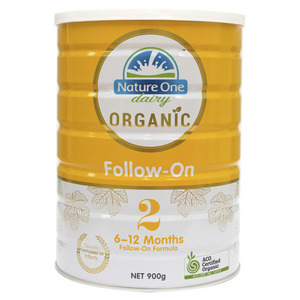 Nature One
dairy
ORGANIC
Follow-On
2
6–12 Months
Follow-On Formula
NET 900g
ACO
Certified
Organic